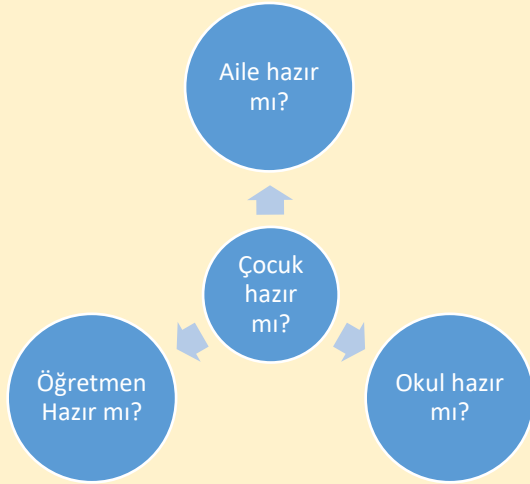 Aile hazır
mı?
Çocuk
hazır
mı?
Öğretmen
Hazır mı?
Okul hazır
mı?